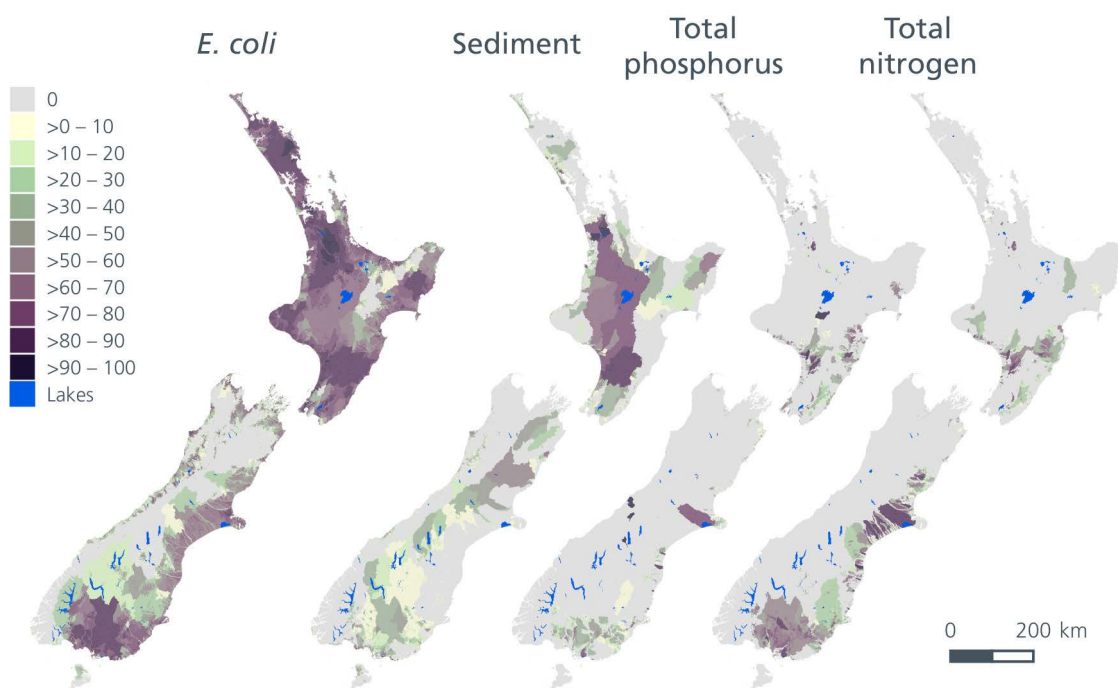 E. coli
Sediment
Total
phosphorus
Total
nitrogen
0
>0 – 10
>10 – 20
>20 – 30
>30 – 40
>40 – 50
>50 – 60
>60 – 70
>70 – 80
>80 – 90
>90 – 100
Lakes
0 200 km